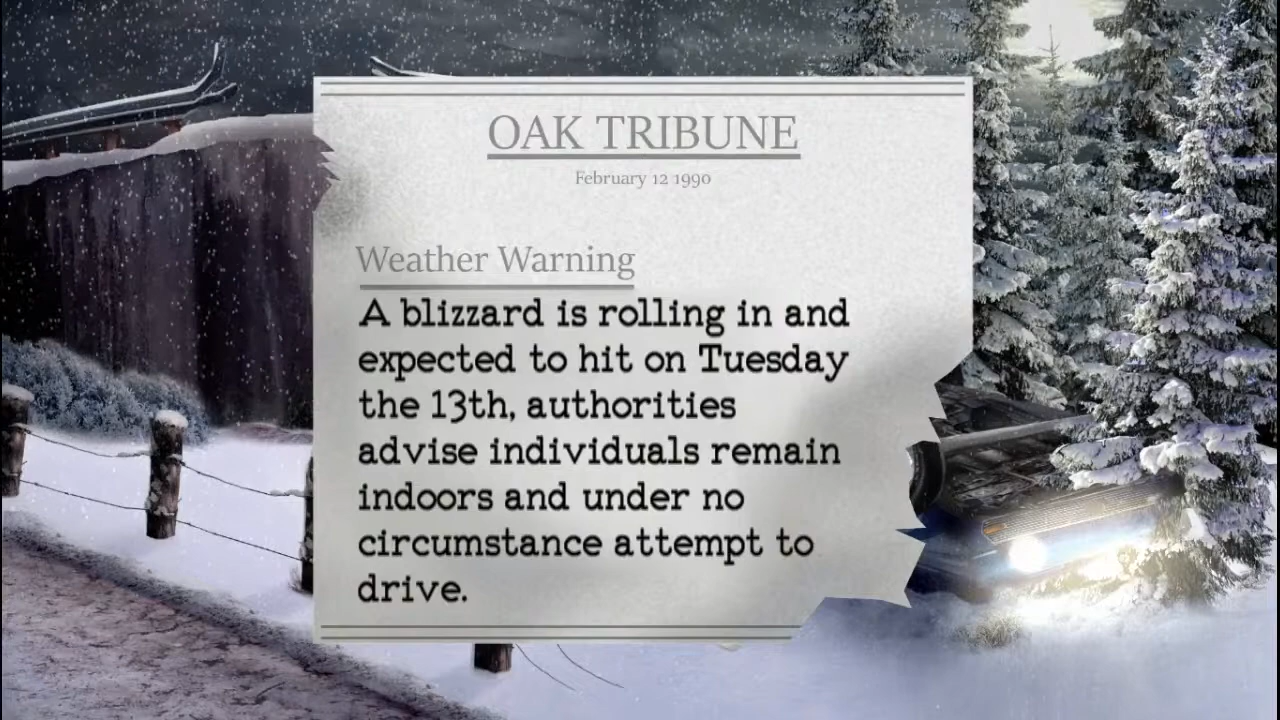 OAK TRIBUNE
February 12 1990
Weather Warning
A blizzard is rolling in and
expected to hit on Tuesday
the 13th, authorities
advise individuals remain
indoors and under no
circumstance attempt to
drive.